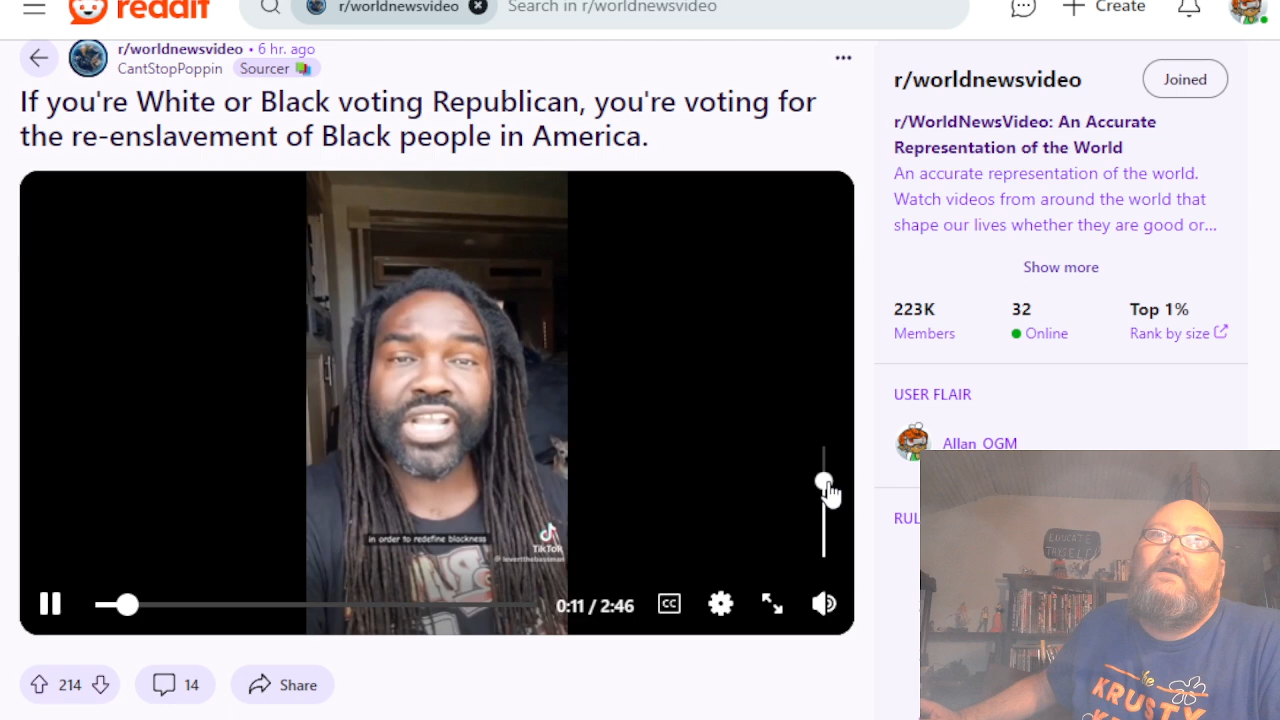 reddit
r/worldnewsvideo
Search in r/worldnewsvideo
Create
r/worldnewsvideo • 6 hr. ago
CantStopPoppin Sourcer
If you're White or Black voting Republican, you're voting for
the re-enslavement of Black people in America.
in order to redefine blackness
TikTok
0:11 / 2:46
CC
214
14
Share
r/worldnewsvideo
Joined
r/WorldNewsVideo: An Accurate
Representation of the World
An accurate representation of the world.
Watch videos from around the world that
shape our lives whether they are good or...
Show more
223K
32
Top 1%
Members
Online
Rank by size
USER FLAIR
Allan_OGM
RUL
EDUCATE
THYSELF
the
KRUSTY